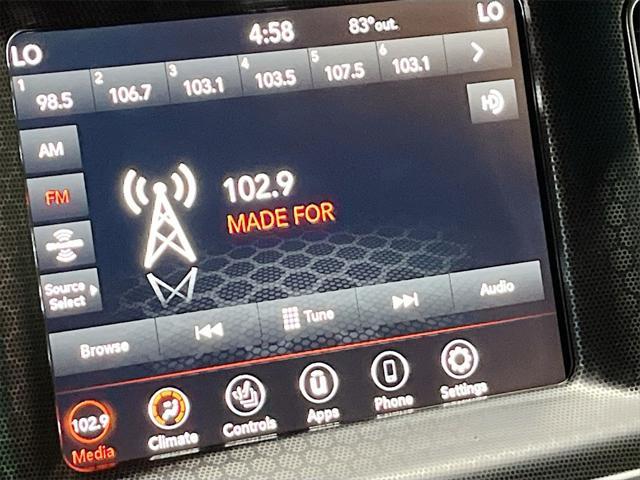 LO 4:58 83° out. LO
1 98.5 2 106.7 3 103.1 4 103.5 5 107.5 6 103.1
HD
AM
FM
102.9
MADE FOR
Source
Select
Browse Tune Audio
102.9
Media Climate Controls Apps Phone Settings